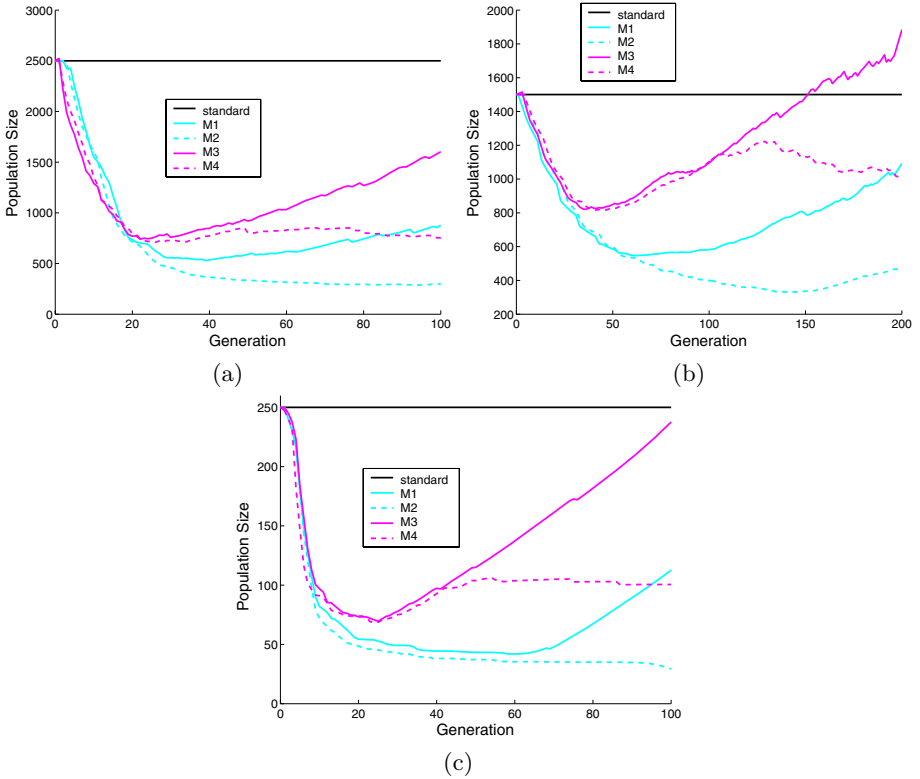 3000
2500
2000
1500
1000
500
0
Population Size
standard
M1
M2
M3
M4
0 20 40 60 80 100
Generation
(a)
2000
1800
1600
1400
1200
1000
800
600
400
200
Population Size
standard
M1
M2
M3
M4
0 50 100 150 200
Generation
(b)
250
200
150
100
50
0
Population Size
standard
M1
M2
M3
M4
0 20 40 60 80 100
Generation
(c)